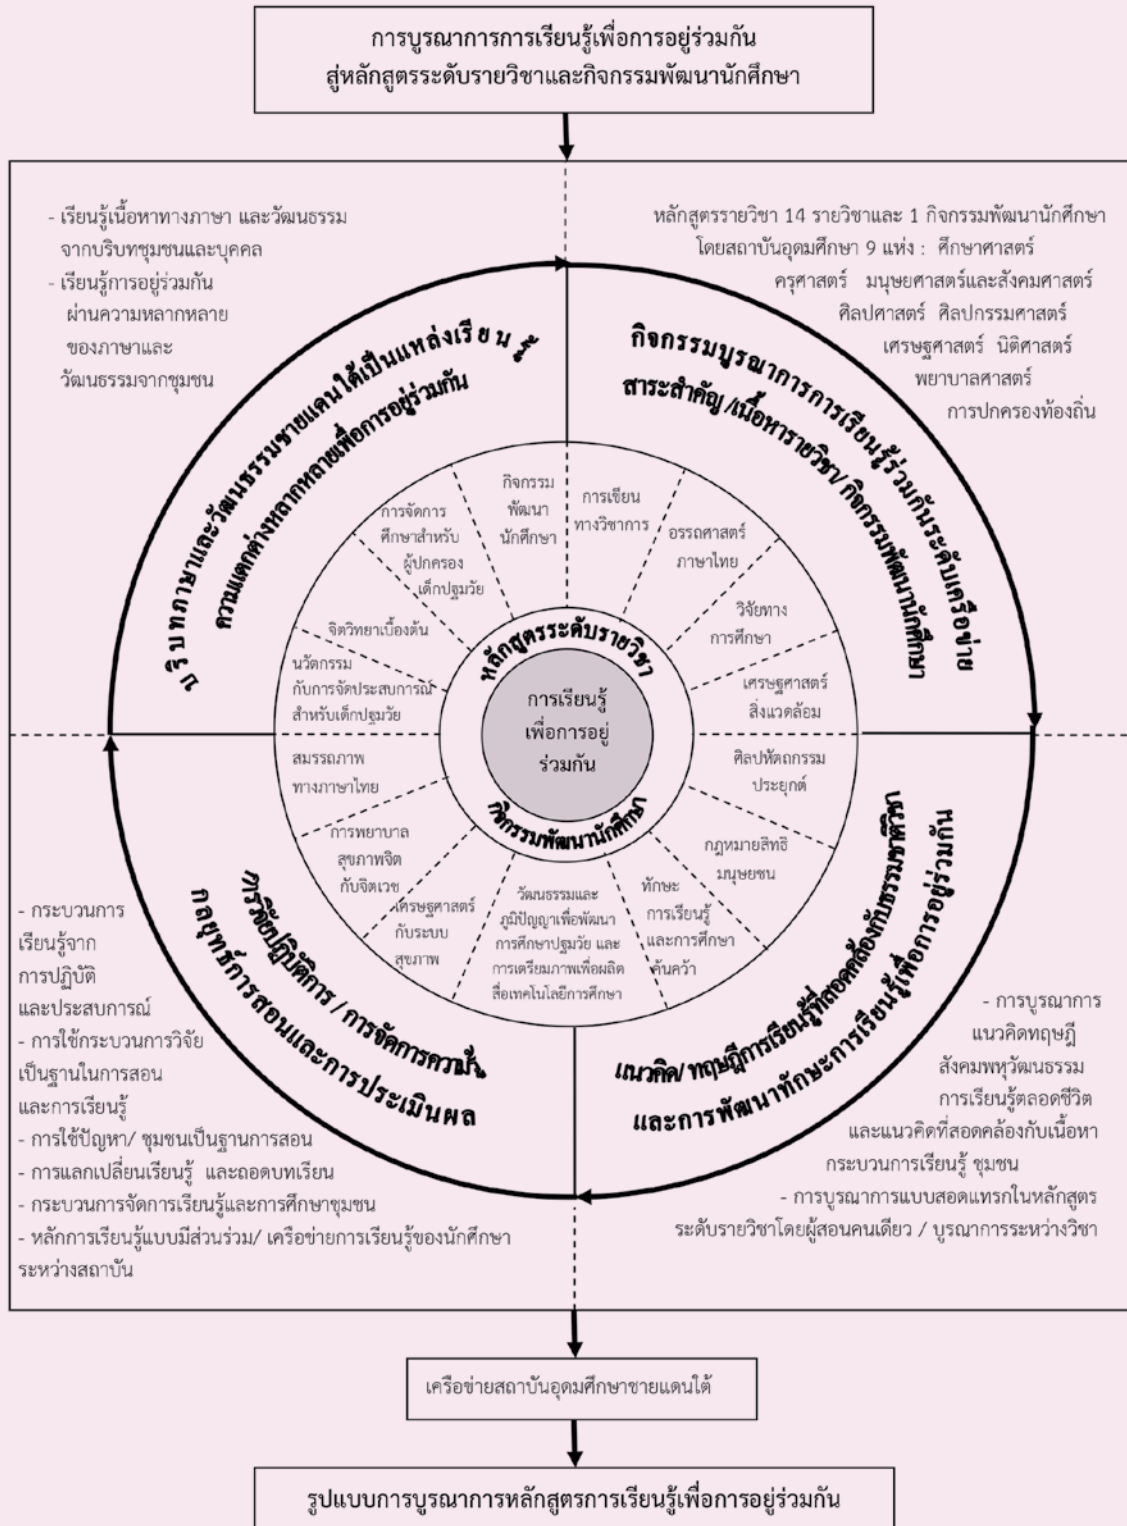 การบูรณาการการเรียนรู้เพื่อการอยู่ร่วมกัน
สู่หลักสูตรระดับรายวิชาและกิจกรรมพัฒนานักศึกษา
- เรียนรู้เนื้อหาทางภาษา และวัฒนธรรม
จากบริบทชุมชนและบุคคล
- เรียนรู้การอยู่ร่วมกัน
ผ่านความหลากหลาย
ของภาษาและ
วัฒนธรรมจากชุมชน
หลักสูตรรายวิชา 14 รายวิชาและ 1 กิจกรรมพัฒนานักศึกษา
โดยสถาบันอุดมศึกษา 9 แห่ง : ศึกษาศาสตร์
ครุศาสตร์ มนุษยศาสตร์และสังคมศาสตร์
ศิลปศาสตร์ ศิลปกรรมศาสตร์
เศรษฐศาสตร์ นิติศาสตร์
พยาบาลศาสตร์
การปกครองท้องถิ่น
บริบทภาษาและวัฒนธรรมชายแดนใต้เป็นแหล่งเรียนรู้
ความแตกต่างหลากหลายเพื่อการอยู่ร่วมกัน
กิจกรรมบูรณาการการเรียนรู้ร่วมกันระดับเครือข่าย
สาระสำคัญ/เนื้อหารายวิชา/กิจกรรมพัฒนานักศึกษา
กิจกรรม
พัฒนา
นักศึกษา
การเขียน
ทางวิชาการ
อรรถศาสตร์
ภาษาไทย
วิจัยทาง
การศึกษา
เศรษฐศาสตร์
สิ่งแวดล้อม
ศิลปหัตถกรรม
ประยุกต์
กฎหมายสิทธิ
มนุษยชน
ทักษะ
การเรียนรู้
และการศึกษา
ค้นคว้า
วัฒนธรรมและ
ภูมิปัญญาเพื่อพัฒนา
การศึกษาปฐมวัย และ
การเตรียมภาพเพื่อผลิต
สื่อเทคโนโลยีการศึกษา
เศรษฐศาสตร์
กับระบบ
สุขภาพ
การพยาบาล
สุขภาพจิต
กับจิตเวช
สมรรถภาพ
ทางภาษาไทย
นวัตกรรม
กับการจัดประสบการณ์
สำหรับเด็กปฐมวัย
จิตวิทยาเบื้องต้น
การจัดการ
ศึกษาสำหรับ
ผู้ปกครอง
เด็กปฐมวัย
หลักสูตรระดับรายวิชา
การเรียนรู้
เพื่อการอยู่
ร่วมกัน
กิจกรรมพัฒนานักศึกษา
การวิจัยปฏิบัติการ / การจัดการความรู้
กลยุทธ์การสอนและการประเมินผล
แนวคิด/ ทฤษฎีการเรียนรู้ที่สอดคล้องกับธรรมชาติวิชา
และการพัฒนาทักษะการเรียนรู้เพื่อการอยู่ร่วมกัน
- กระบวนการ
เรียนรู้จาก
การปฏิบัติ
และประสบการณ์
- การใช้กระบวนการวิจัย
เป็นฐานในการสอน
และการเรียนรู้
- การใช้ปัญหา/ ชุมชนเป็นฐานการสอน
- การแลกเปลี่ยนเรียนรู้ และถอดบทเรียน
- กระบวนการจัดการเรียนรู้และการศึกษาชุมชน
- หลักการเรียนรู้แบบมีส่วนร่วม/ เครือข่ายการเรียนรู้ของนักศึกษา
ระหว่างสถาบัน
- การบูรณาการ
แนวคิดทฤษฎี
สังคมพหุวัฒนธรรม
การเรียนรู้ตลอดชีวิต
และแนวคิดที่สอดคล้องกับเนื้อหา
กระบวนการเรียนรู้ ชุมชน
- การบูรณาการแบบสอดแทรกในหลักสูตร
ระดับรายวิชาโดยผู้สอนคนเดียว / บูรณาการระหว่างวิชา
เครือข่ายสถาบันอุดมศึกษาชายแดนใต้
รูปแบบการบูรณาการหลักสูตรการเรียนรู้เพื่อการอยู่ร่วมกัน